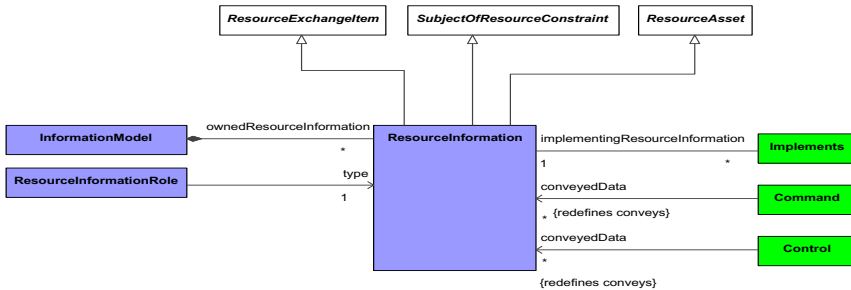 ResourceExchangeItem
SubjectOfResourceConstraint
ResourceAsset
InformationModel
ownedResourceInformation
*
ResourceInformation
implementingResourceInformation
1
*
Implements
ResourceInformationRole
type
1
conveyedData
* {redefines conveys}
Command
conveyedData
*
{redefines conveys}
Control